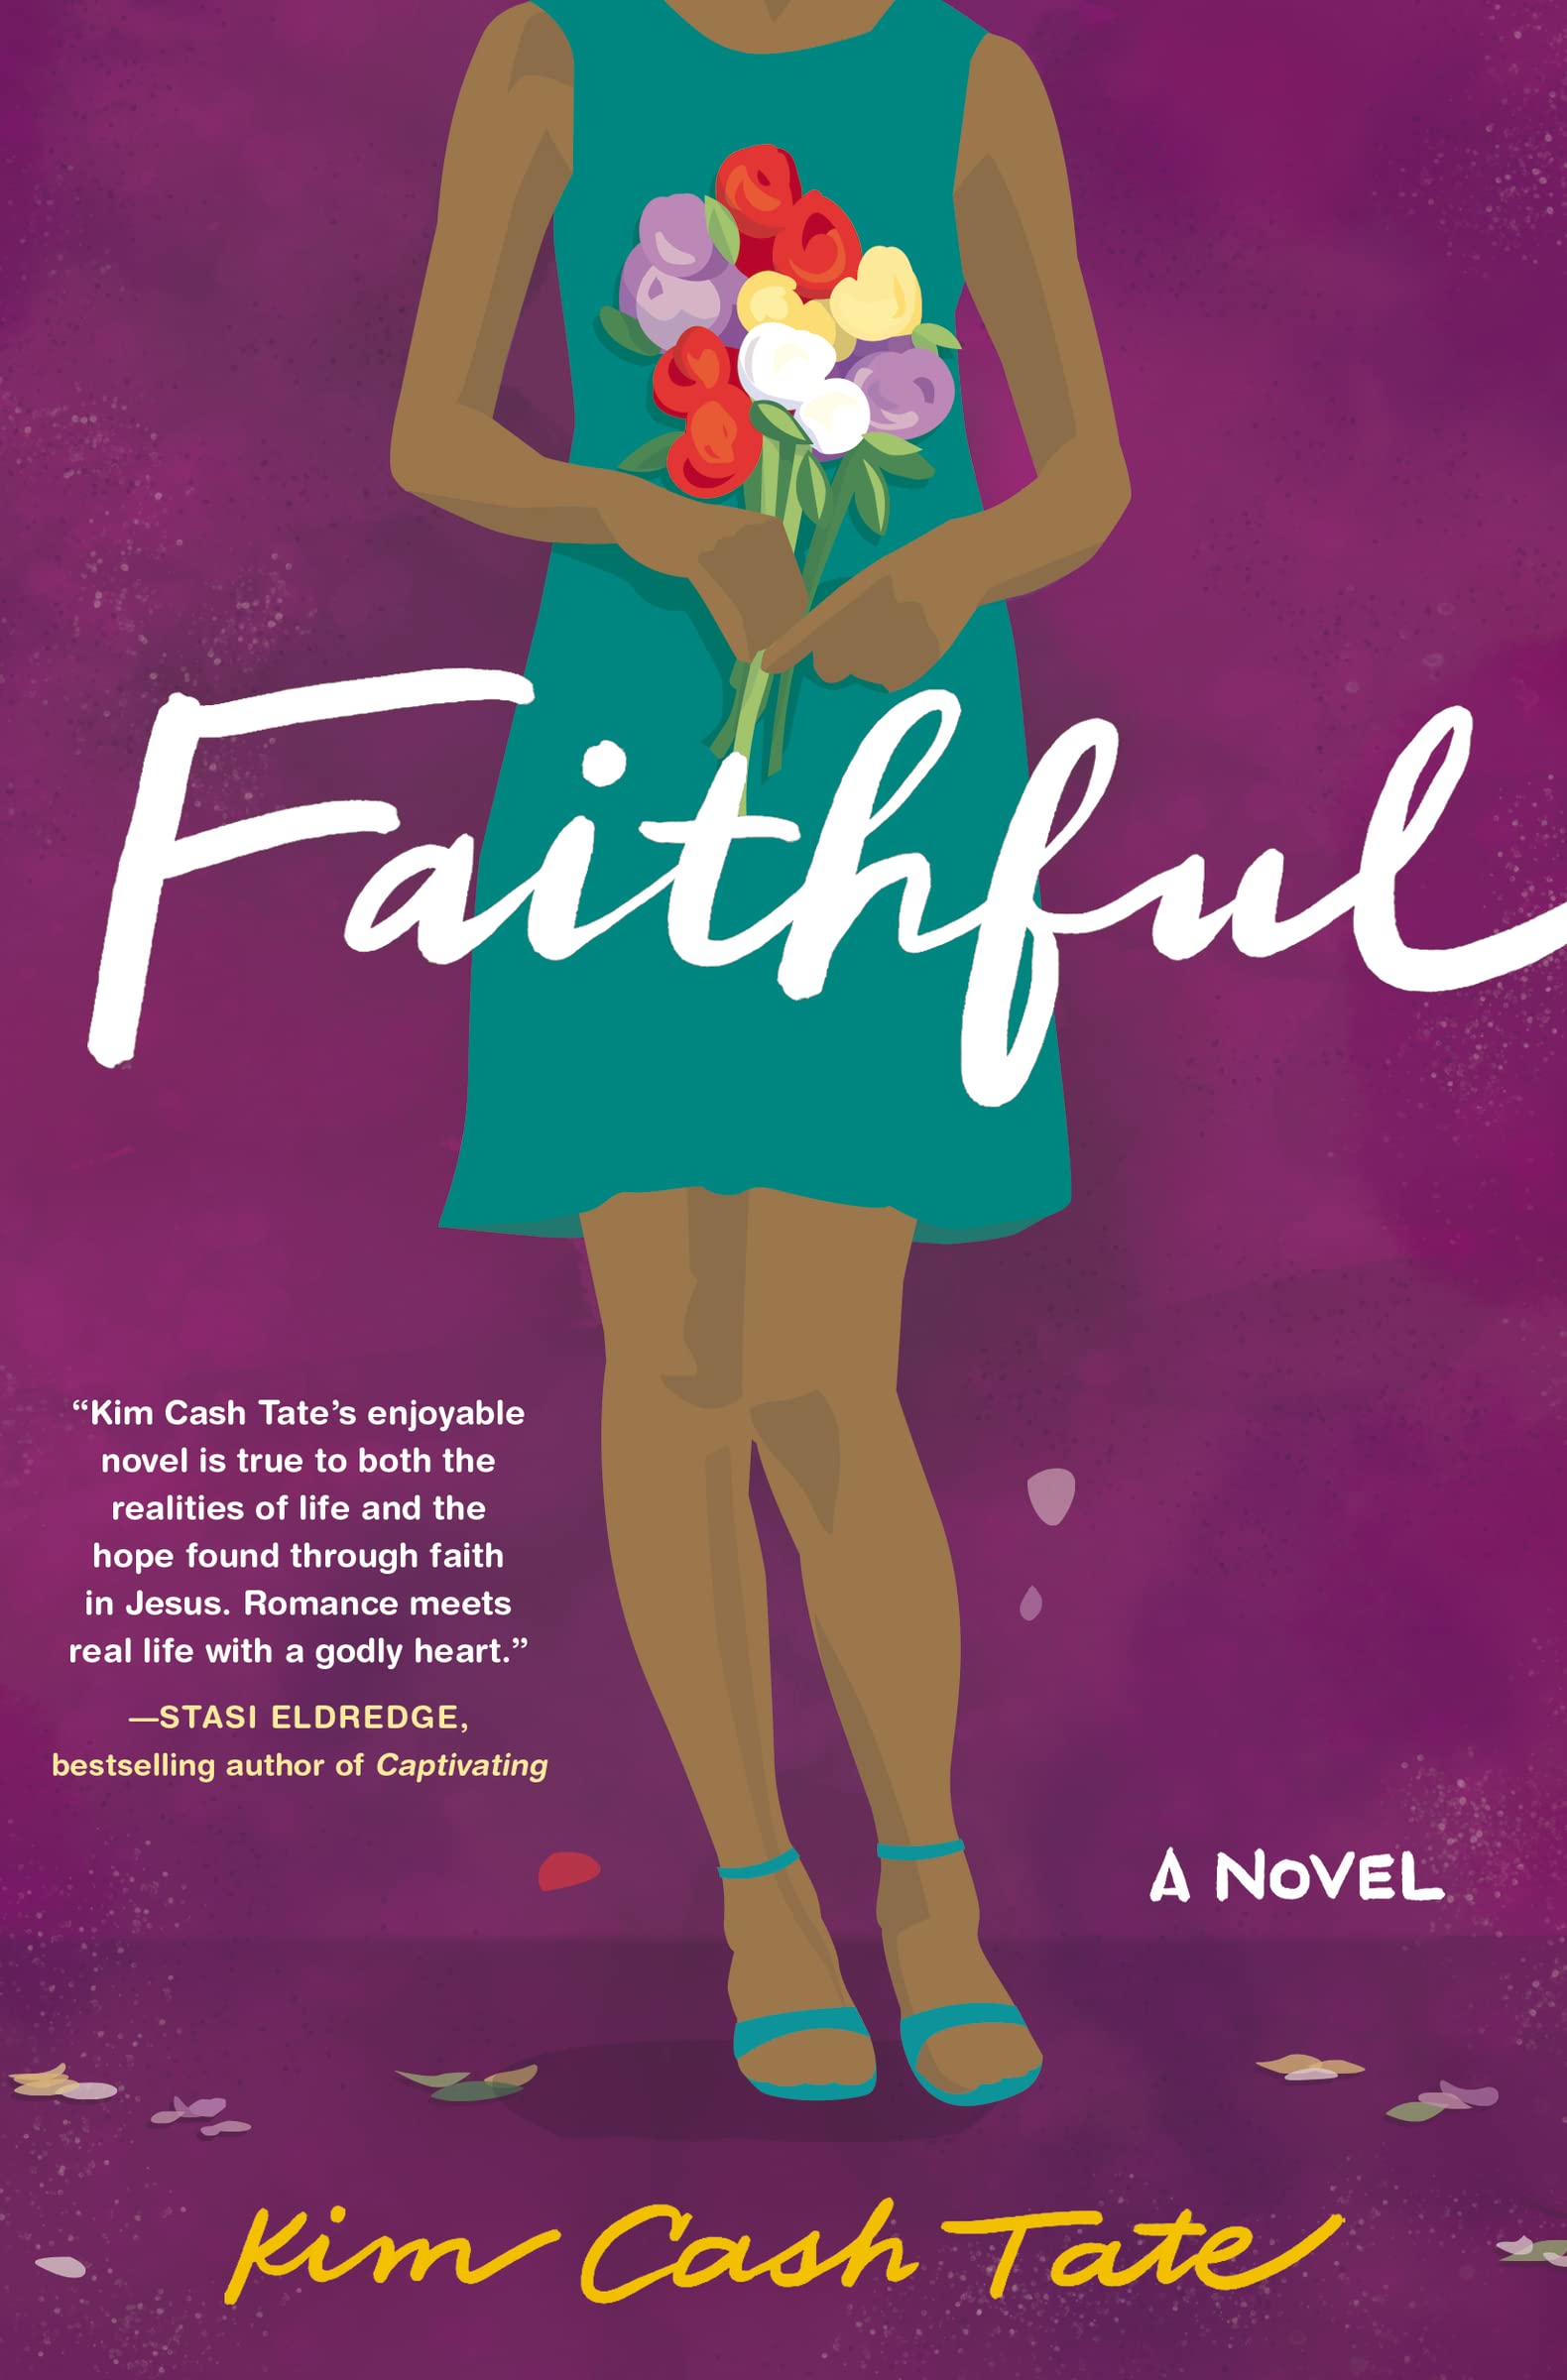 Faithful
“Kim Cash Tate’s enjoyable
novel is true to both the
realities of life and the
hope found through faith
in Jesus. Romance meets
real life with a godly heart.”
—STASI ELDREDGE,
bestselling author of Captivating
A NOVEL
Kim Cash Tate